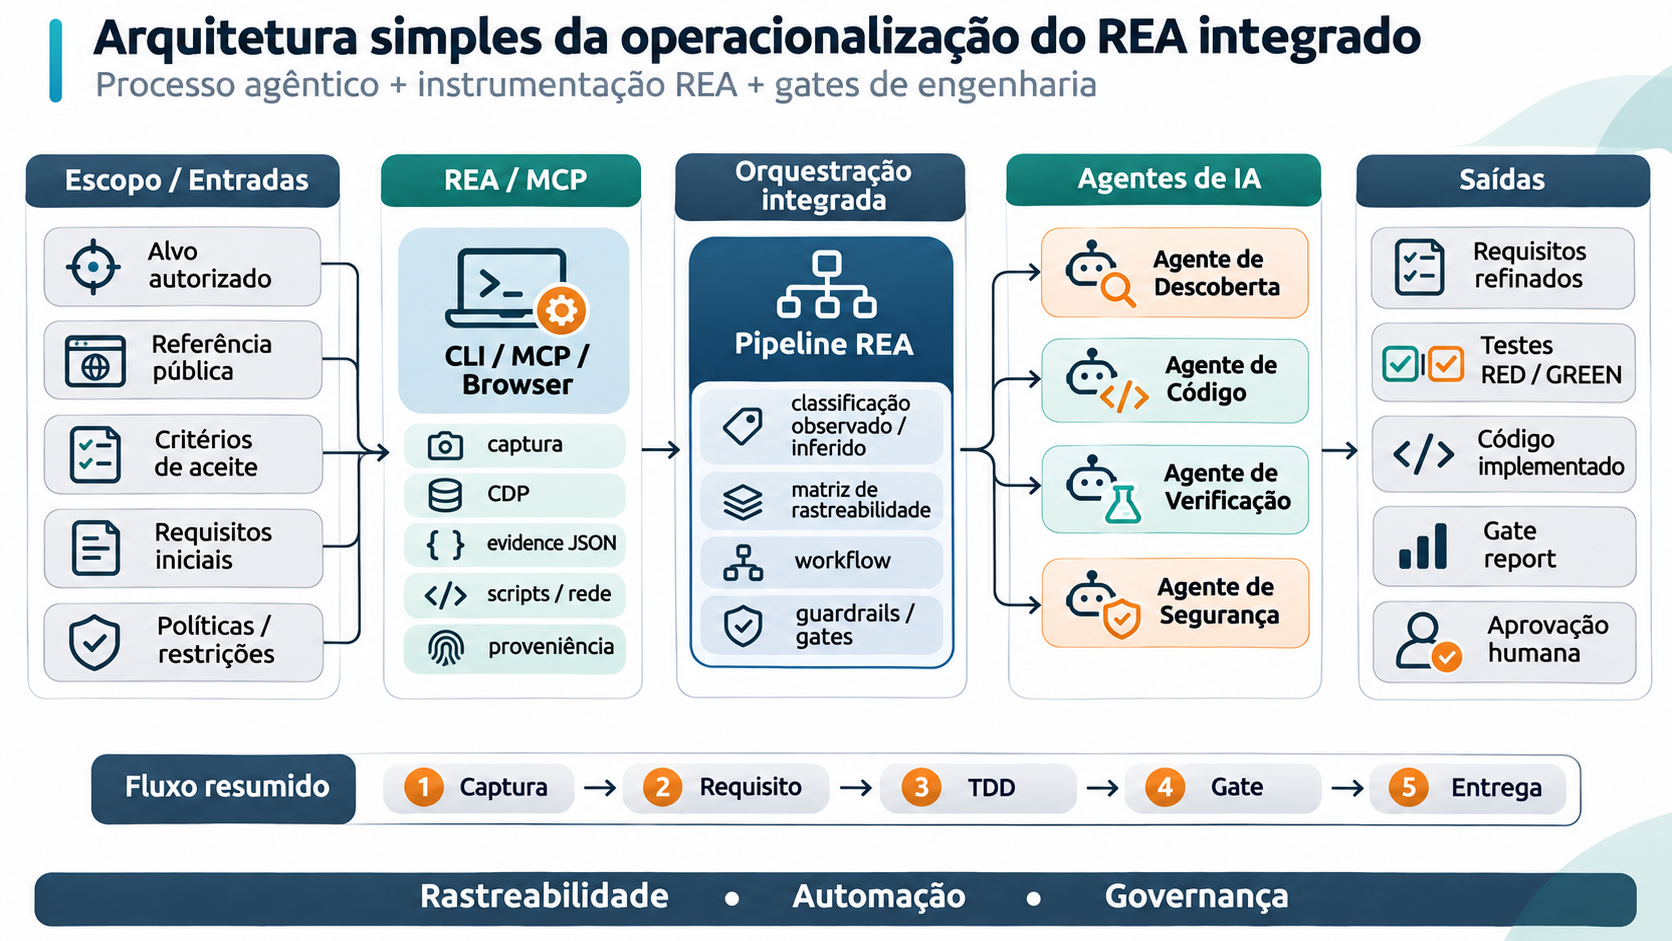 Arquitetura simples da operacionalização do REA integrado
Processo agêntico + instrumentação REA + gates de engenharia
Escopo / Entradas
Alvo
autorizado
Referência
pública
Critérios
de aceite
Requisitos
iniciais
Políticas /
restrições
REA / MCP
CLI / MCP /
Browser
captura
CDP
evidence JSON
scripts / rede
proveniência
Orquestração
integrada
Pipeline REA
classificação
observado /
inferido
matriz de
rastreabilidade
workflow
guardrails /
gates
Agentes de IA
Agente de
Descoberta
Agente de
Código
Agente de
Verificação
Agente de
Segurança
Saídas
Requisitos
refinados
Testes
RED / GREEN
Código
implementado
Gate
report
Aprovação
humana
Fluxo resumido
1 Captura
2 Requisito
3 TDD
4 Gate
5 Entrega
Rastreabilidade • Automação • Governança